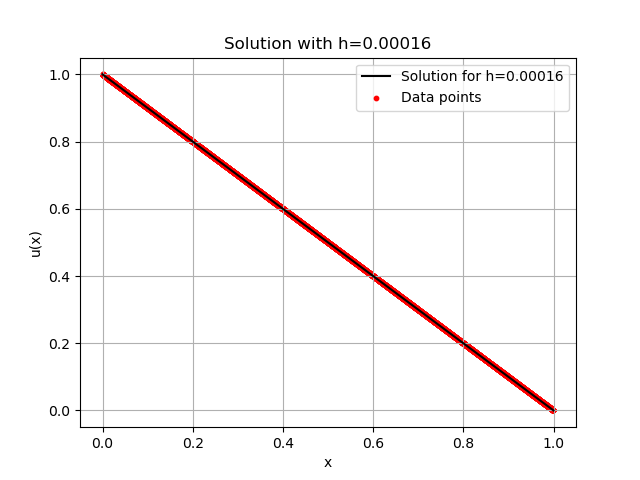 Solution with h=0.00016
Solution for h=0.00016
Data points
1.0
0.8
0.6
0.4
0.2
0.0
u(x)
0.0 0.2 0.4 0.6 0.8 1.0
x